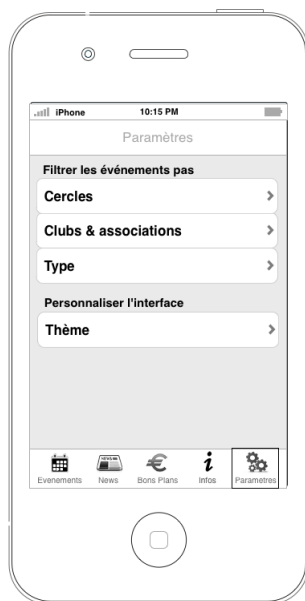 iPhone 10:15 PM
Paramètres
Filtrer les événements pas
Cercles
Clubs & associations
Type
Personnaliser l'interface
Thème
Evenements News Bons Plans Infos Parametres